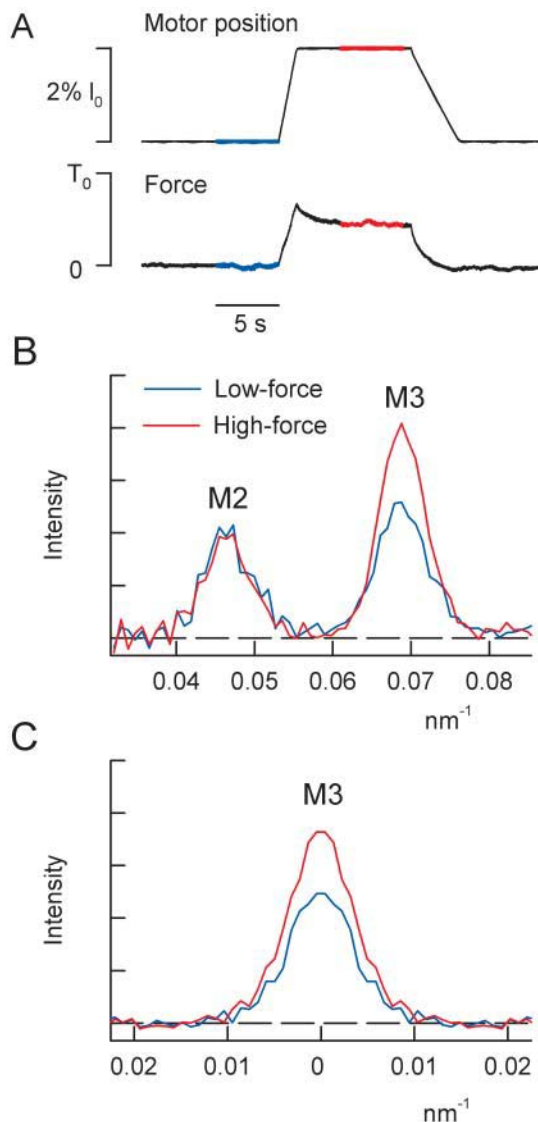 A
Motor position
2% l₀
T₀
Force
0
5 s
B
Low-force
High-force
M3
M2
Intensity
0.04 0.05 0.06 0.07 0.08
nm⁻¹
C
M3
Intensity
0.02 0.01 0 0.01 0.02
nm⁻¹